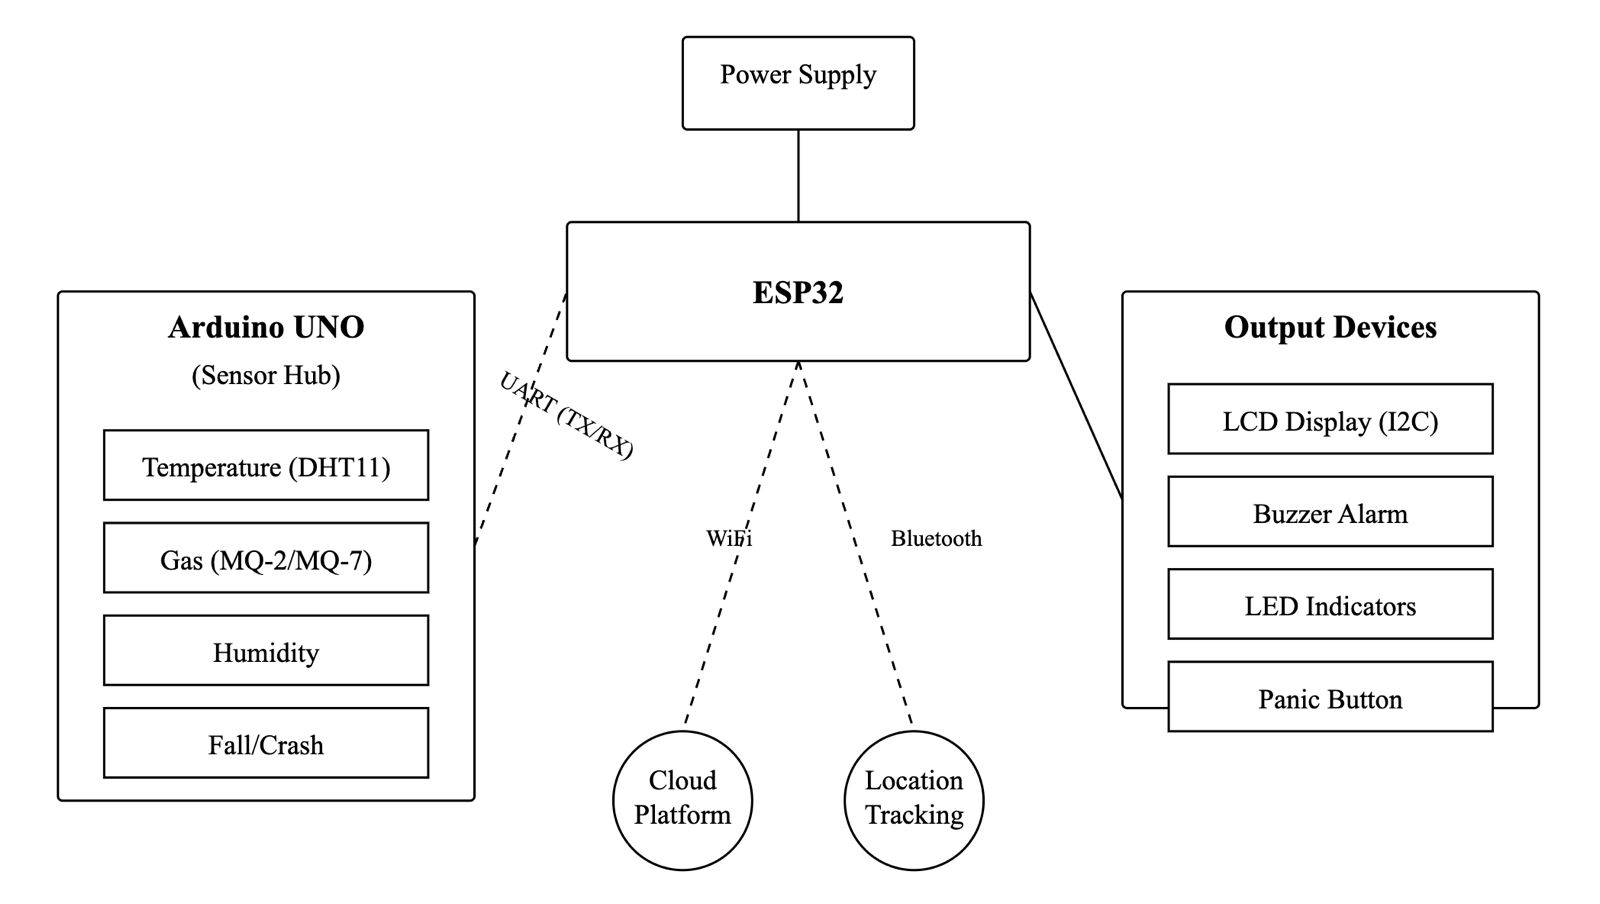 Power Supply
ESP32
Arduino UNO
(Sensor Hub)
Temperature (DHT11)
Gas (MQ-2/MQ-7)
Humidity
Fall/Crash
UART (TX/RX)
WiFi
Bluetooth
Cloud
Platform
Location
Tracking
Output Devices
LCD Display (I2C)
Buzzer Alarm
LED Indicators
Panic Button